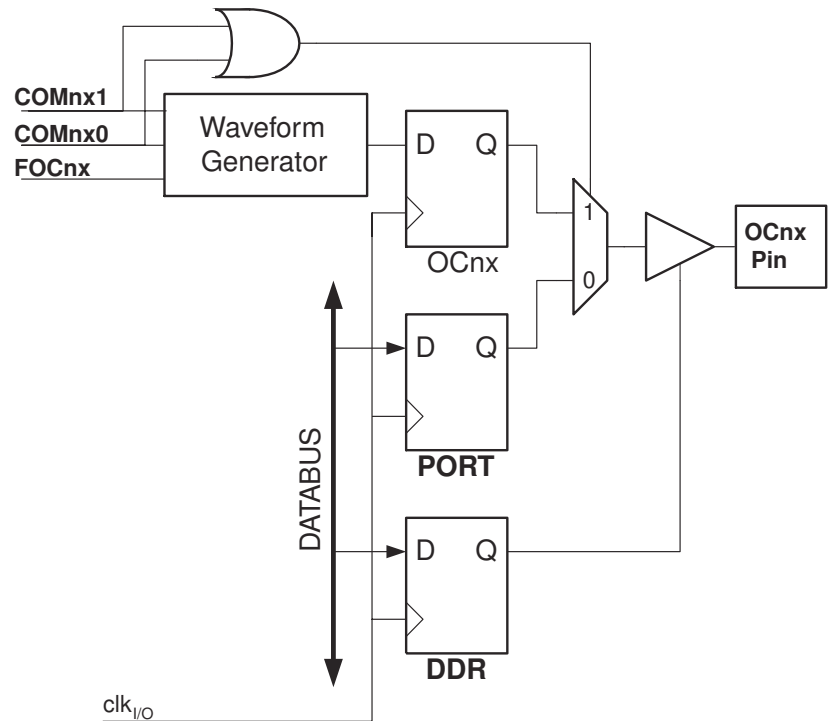 COMnx1
COMnx0
FOCnx
Waveform
Generator
D Q
OCnx
1
0
OCnx
Pin
D Q
PORT
DATABUS
D Q
DDR
clkI/O